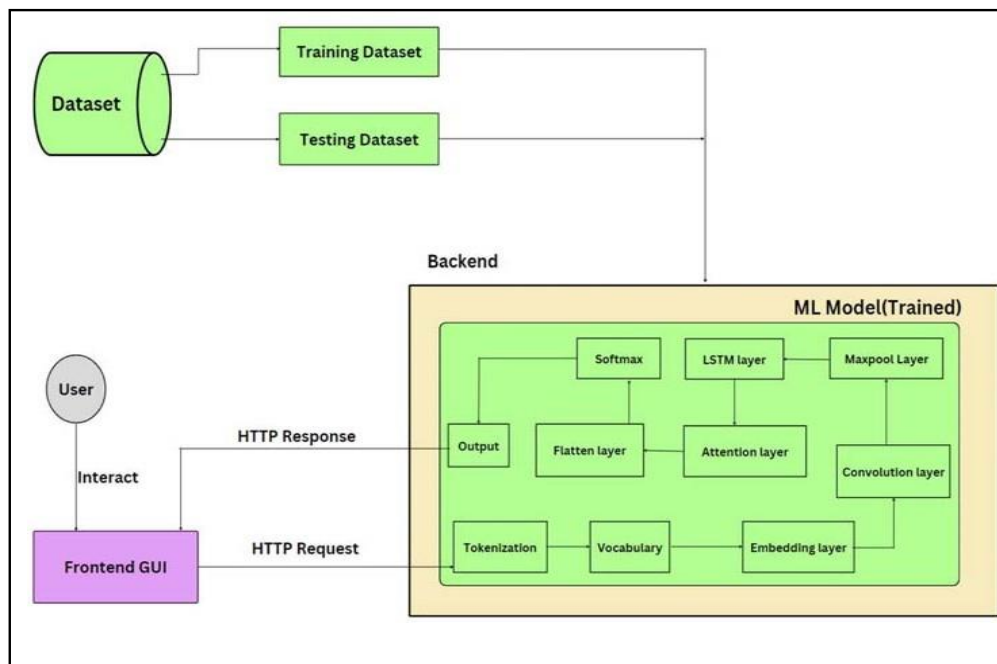 Training Dataset
Dataset
Testing Dataset
Backend
ML Model(Trained)
Softmax
LSTM layer
Maxpool Layer
User
HTTP Response
Output
Flatten layer
Attention layer
Convolution layer
Interact
HTTP Request
Tokenization
Vocabulary
Embedding layer
Frontend GUI